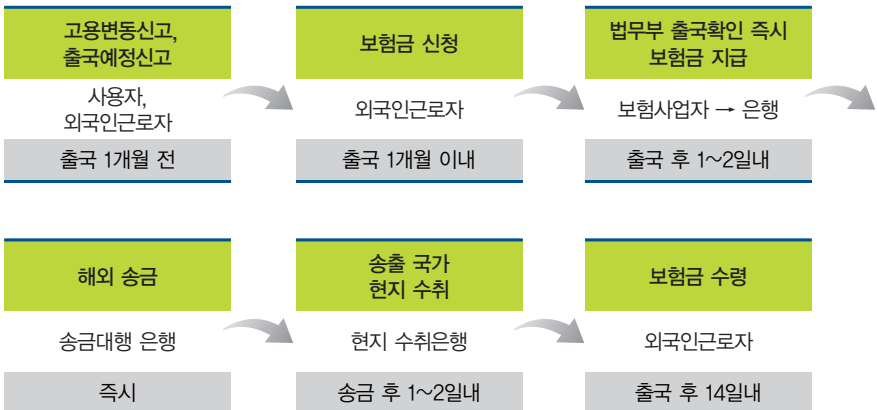 고용변동신고,
출국예정신고
사용자,
외국인근로자
출국 1개월 전
보험금 신청
외국인근로자
출국 1개월 이내
법무부 출국확인 즉시
보험금 지급
보험사업자 → 은행
출국 후 1~2일내
해외 송금
송금대행 은행
즉시
송출 국가
현지 수취
현지 수취은행
송금 후 1~2일내
보험금 수령
외국인근로자
출국 후 14일내